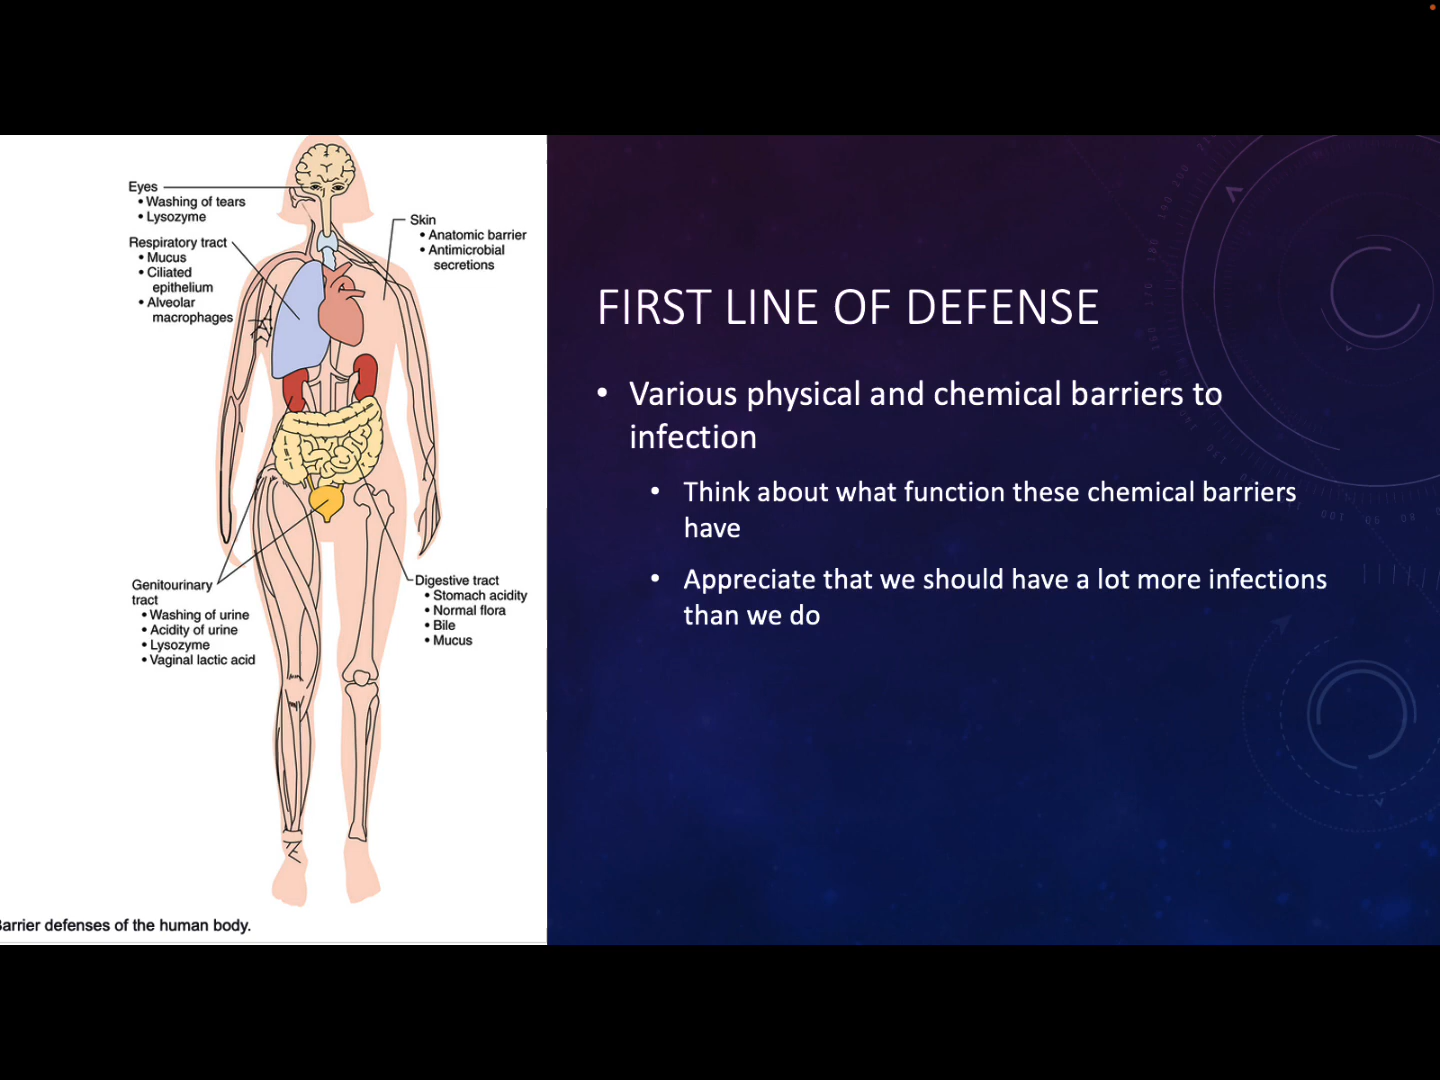 Eyes
• Washing of tears
• Lysozyme
Respiratory tract
• Mucus
• Ciliated
epithelium
• Alveolar
macrophages
Skin
• Anatomic barrier
• Antimicrobial
secretions
Genitourinary
tract
• Washing of urine
• Acidity of urine
• Lysozyme
• Vaginal lactic acid
Digestive tract
• Stomach acidity
• Normal flora
• Bile
• Mucus
Barrier defenses of the human body.
FIRST LINE OF DEFENSE
• Various physical and chemical barriers to
infection
• Think about what function these chemical barriers
have
• Appreciate that we should have a lot more infections
than we do